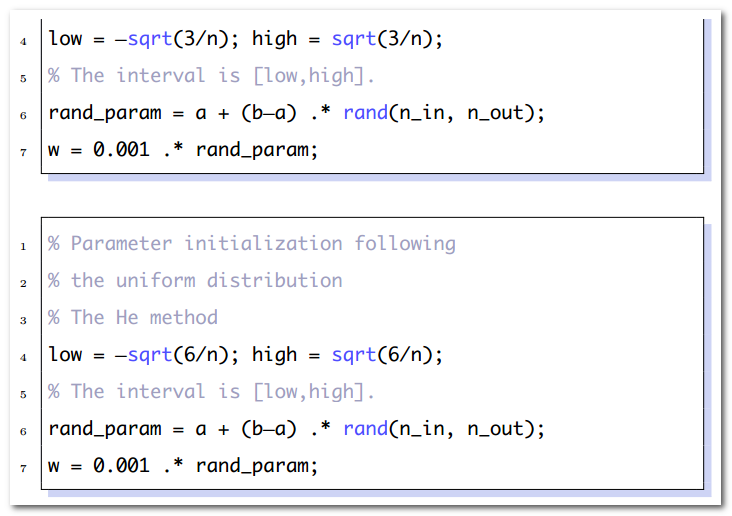 4 low = –sqrt(3/n); high = sqrt(3/n);
5 % The interval is [low,high].
6 rand_param = a + (b–a) .* rand(n_in, n_out);
7 w = 0.001 .* rand_param;
1 % Parameter initialization following
2 % the uniform distribution
3 % The He method
4 low = –sqrt(6/n); high = sqrt(6/n);
5 % The interval is [low,high].
6 rand_param = a + (b–a) .* rand(n_in, n_out);
7 w = 0.001 .* rand_param;